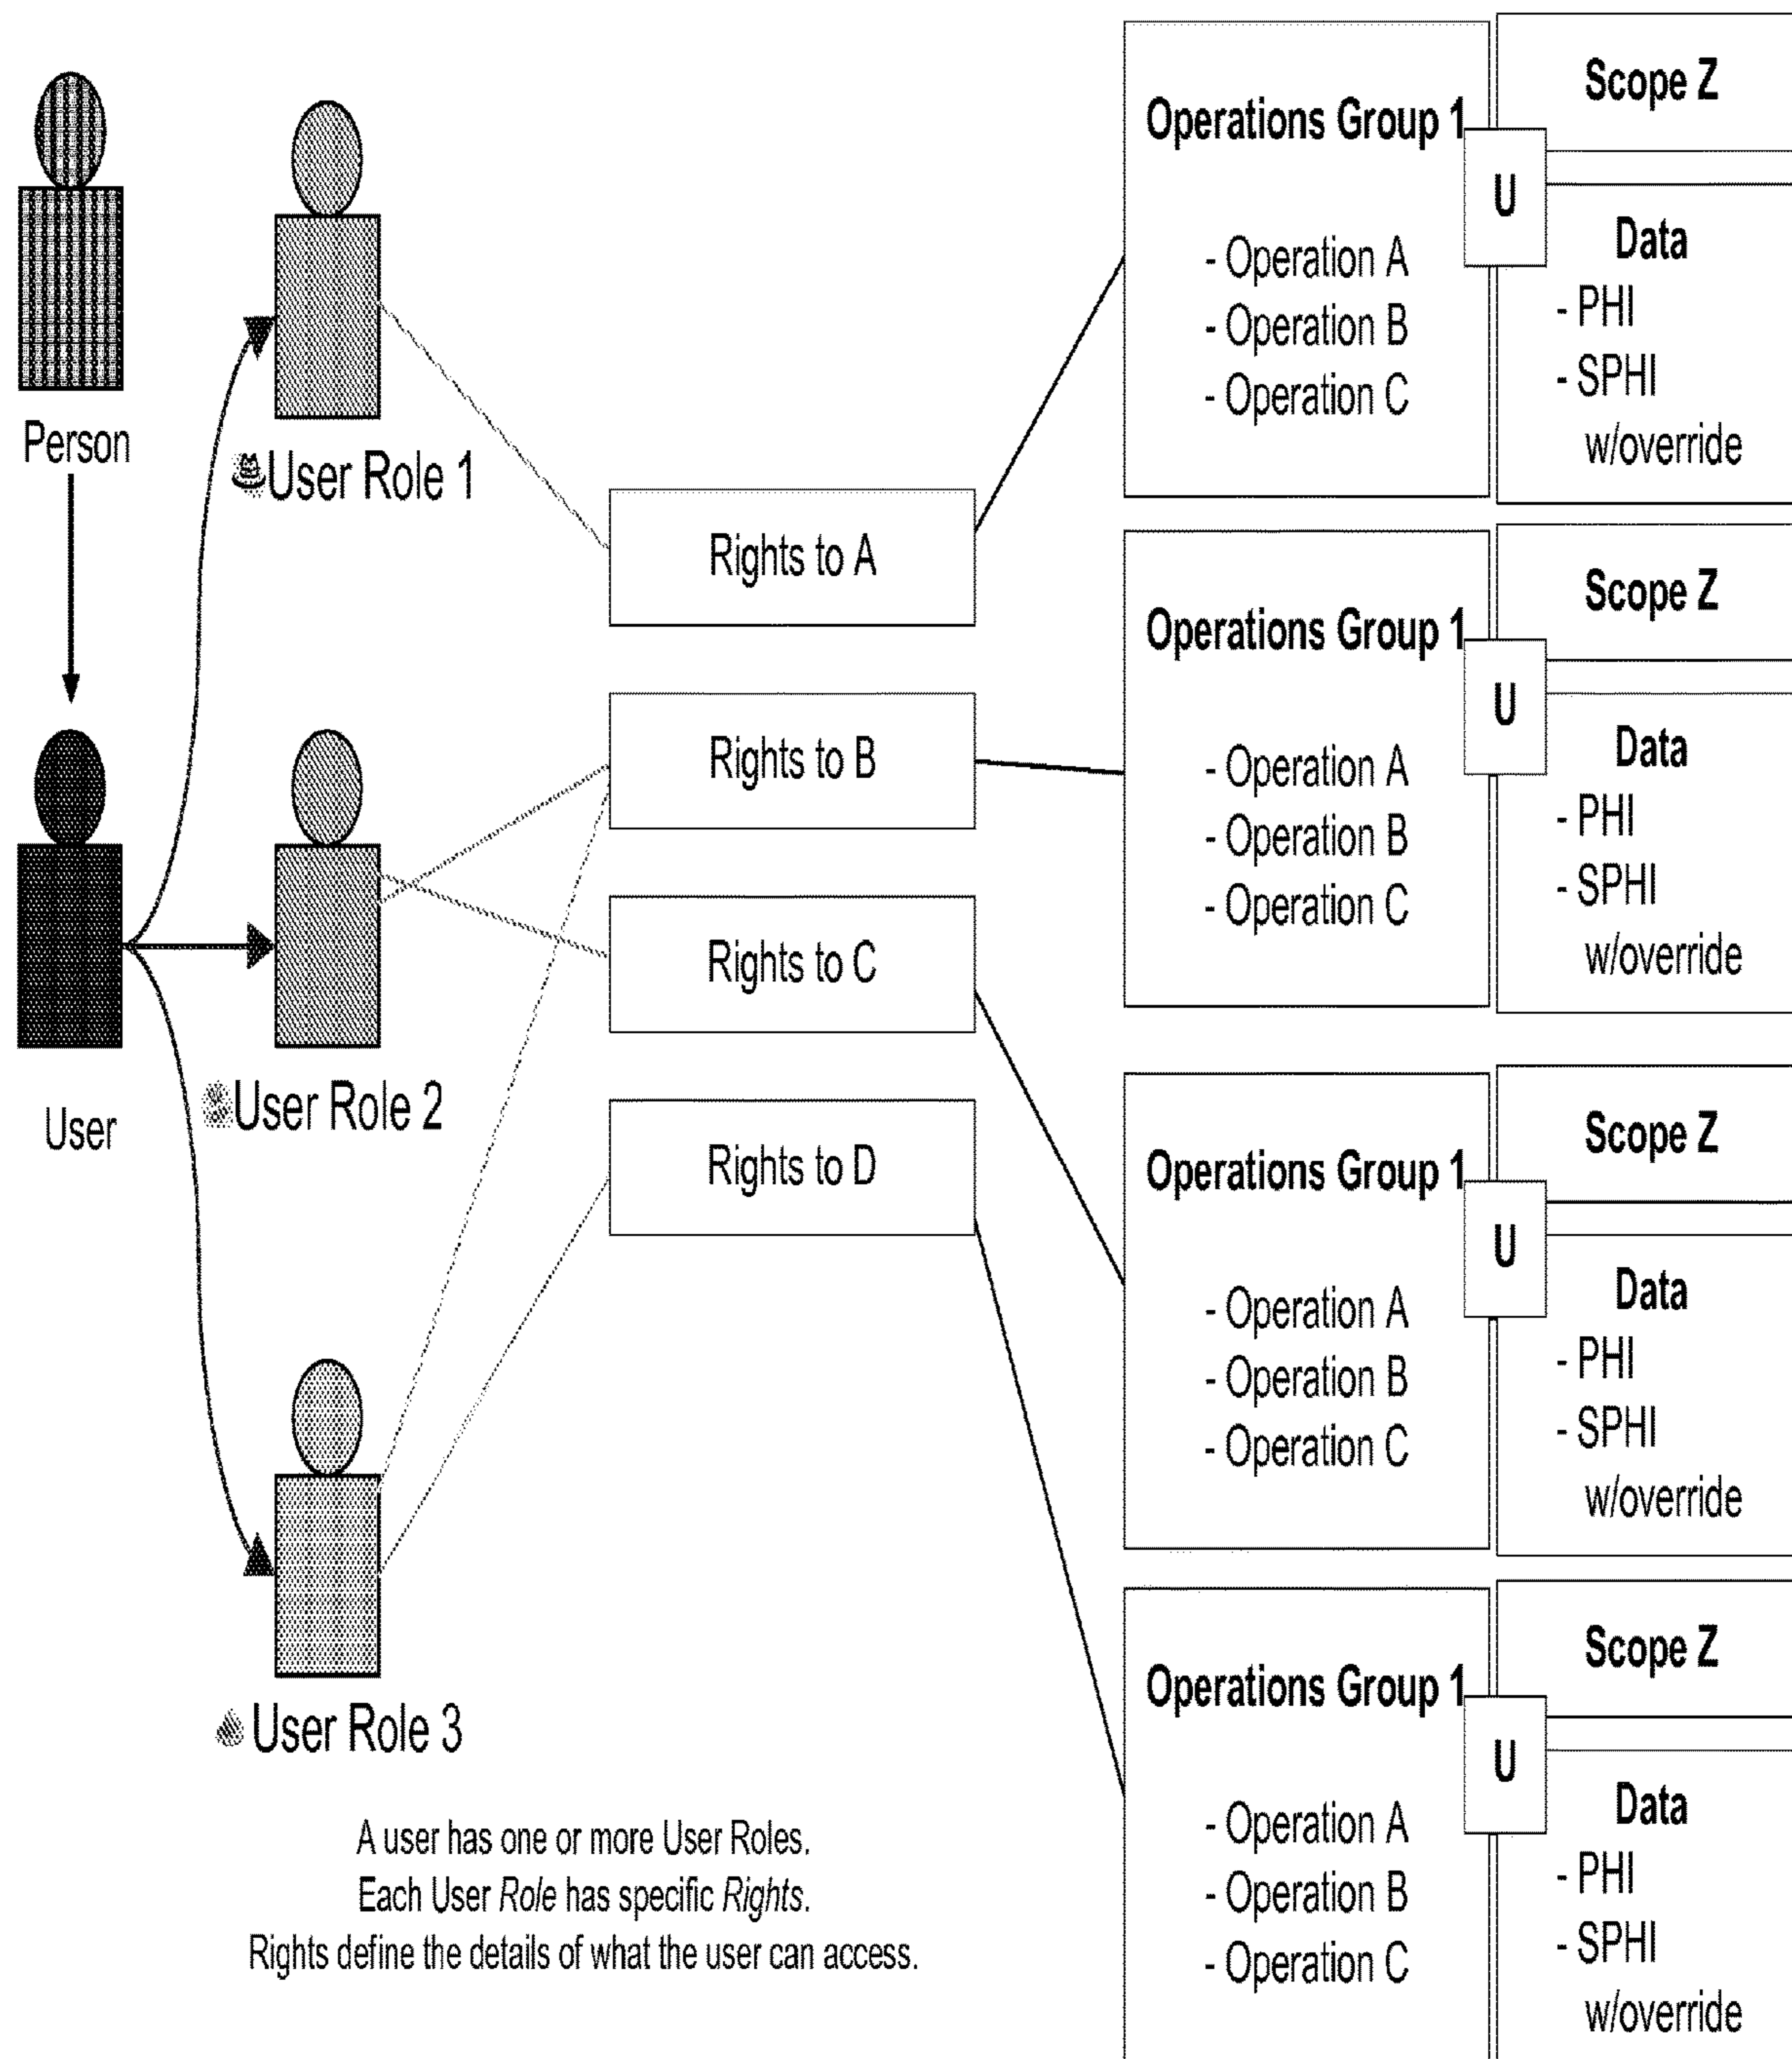 Person
User
User Role 1
User Role 2
User Role 3
Rights to A
Rights to B
Rights to C
Rights to D
Operations Group 1
- Operation A
- Operation B
- Operation C
U
Scope Z
Data
- PHI
- SPHI
w/override
Operations Group 1
- Operation A
- Operation B
- Operation C
U
Scope Z
Data
- PHI
- SPHI
w/override
Operations Group 1
- Operation A
- Operation B
- Operation C
U
Scope Z
Data
- PHI
- SPHI
w/override
Operations Group 1
- Operation A
- Operation B
- Operation C
U
Scope Z
Data
- PHI
- SPHI
w/override
A user has one or more User Roles.
Each User Role has specific Rights.
Rights define the details of what the user can access.